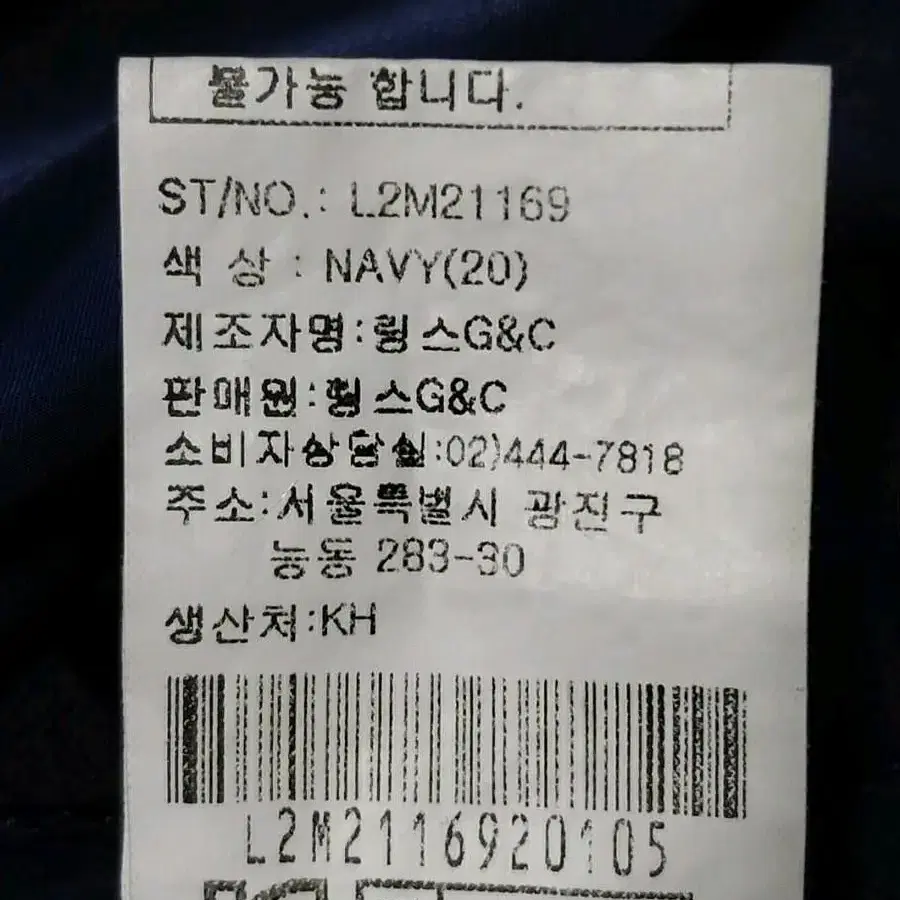 불가능 합니다.
ST/NO.: L2M21169
색 상 : NAVY(20)
제조자명:링스G&C
판매원:링스G&C
소비자상담실:02)444-7818
주소:서울특별시 광진구
능동 283-30
생산처:KH
L2M2116920105